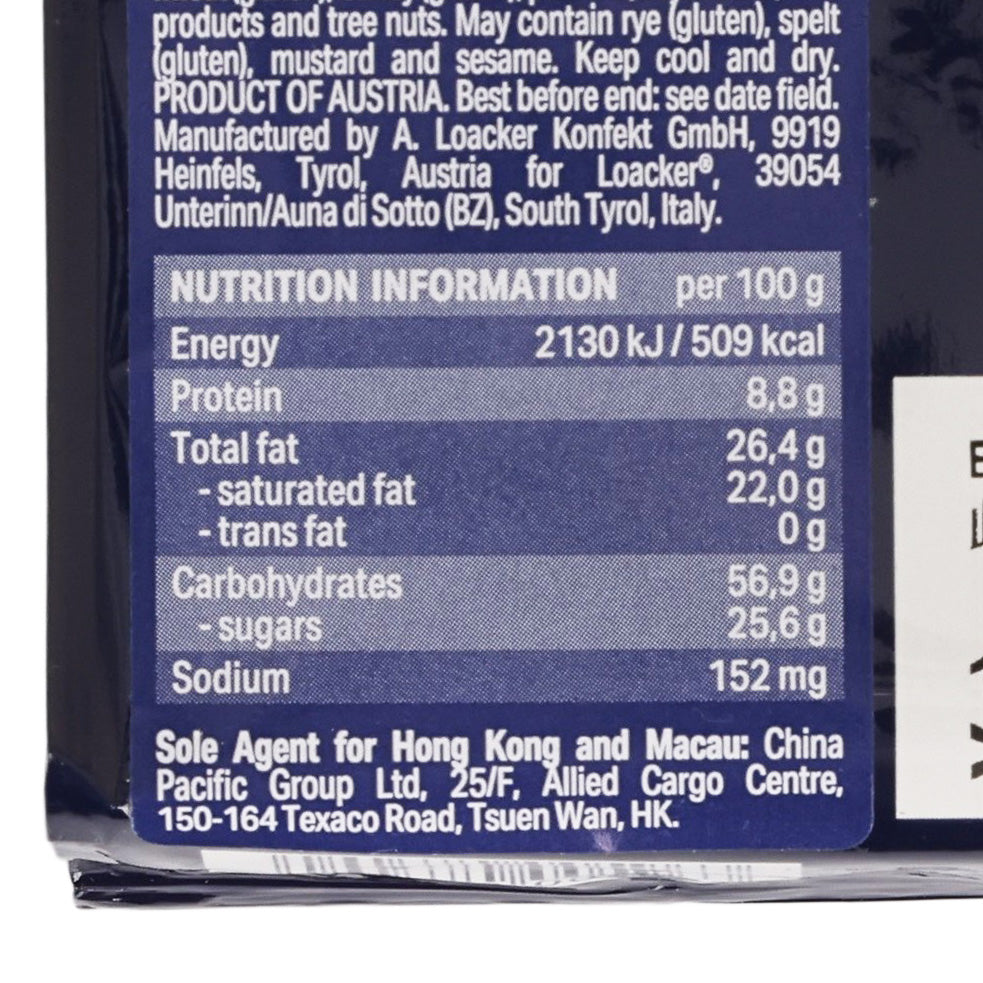 products and tree nuts. May contain rye (gluten), spelt
(gluten), mustard and sesame. Keep cool and dry.
PRODUCT OF AUSTRIA. Best before end: see date field.
Manufactured by A. Loacker Konfekt GmbH, 9919
Heinfels, Tyrol, Austria for Loacker®, 39054
Unterinn/Auna di Sotto (BZ), South Tyrol, Italy.
NUTRITION INFORMATION per 100 g
Energy 2130 kJ / 509 kcal
Protein 8,8 g
Total fat 26,4 g
- saturated fat 22,0 g
- trans fat 0 g
Carbohydrates 56,9 g
- sugars 25,6 g
Sodium 152 mg
Sole Agent for Hong Kong and Macau: China
Pacific Group Ltd, 25/F, Allied Cargo Centre,
150-164 Texaco Road, Tsuen Wan, HK.